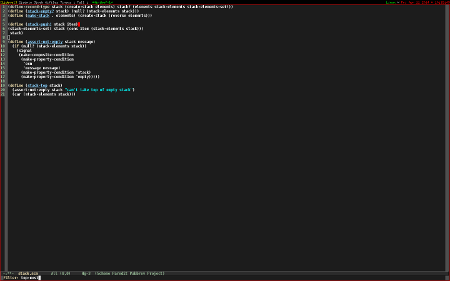 (define-record-type stack (create-stack elements) stack? (elements stack-elements stack-elements-set!))
(define (stack-empty? stack) (null? (stack-elements stack)))
(define (make-stack . elements) (create-stack (reverse elements)))
(define (stack-push! stack item)
(stack-elements-set! stack (cons item (stack-elements stack)))
stack)
(define (assert-not-empty stack message)
(if (null? (stack-elements stack))
(signal
(make-composite-condition
(make-property-condition
'exn
'message message)
(make-property-condition 'stack)
(make-property-condition 'empty)))))
(define (stack-top stack)
(assert-not-empty stack "Can't take top of empty stack")
(car (stack-elements stack)))
stack.scm All (5,0) (Scheme Paredit Pabbrev Project)